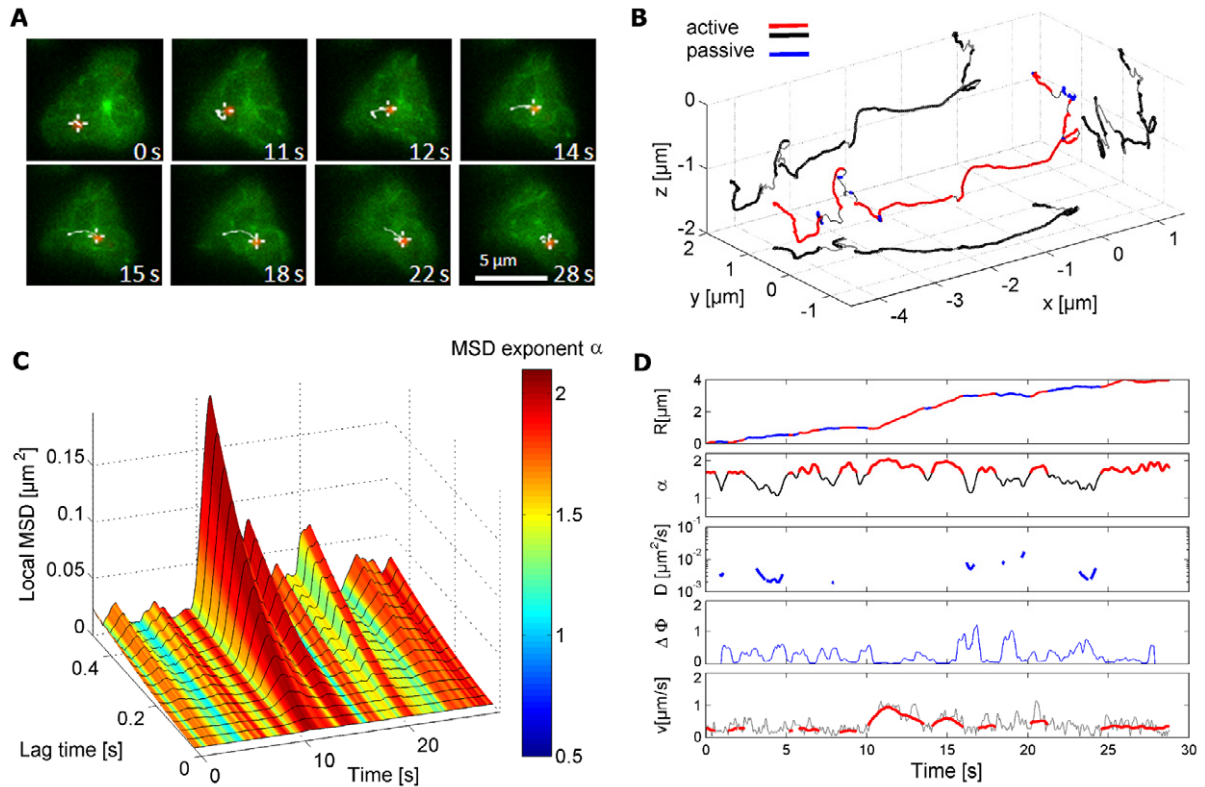 A
0 s
11 s
12 s
14 s
15 s
18 s
22 s
28 s
5 µm
B
active
passive
z [µm]
0
-1
-2
2
1
0
-1
y [µm]
-4
-3
-2
-1
0
1
x [µm]
C
MSD exponent α
2
1.5
1
0.5
Local MSD [µm²]
0.15
0.1
0.05
0
0.4
0.2
0
Lag time [s]
0
10
20
Time [s]
D
R[µm]
4
2
0
α
2
1
D [µm²/s]
10⁻¹
10⁻²
10⁻³
Δ Φ
2
1
0
v[µm/s]
2
1
0
0
5
10
15
20
25
30
Time [s]